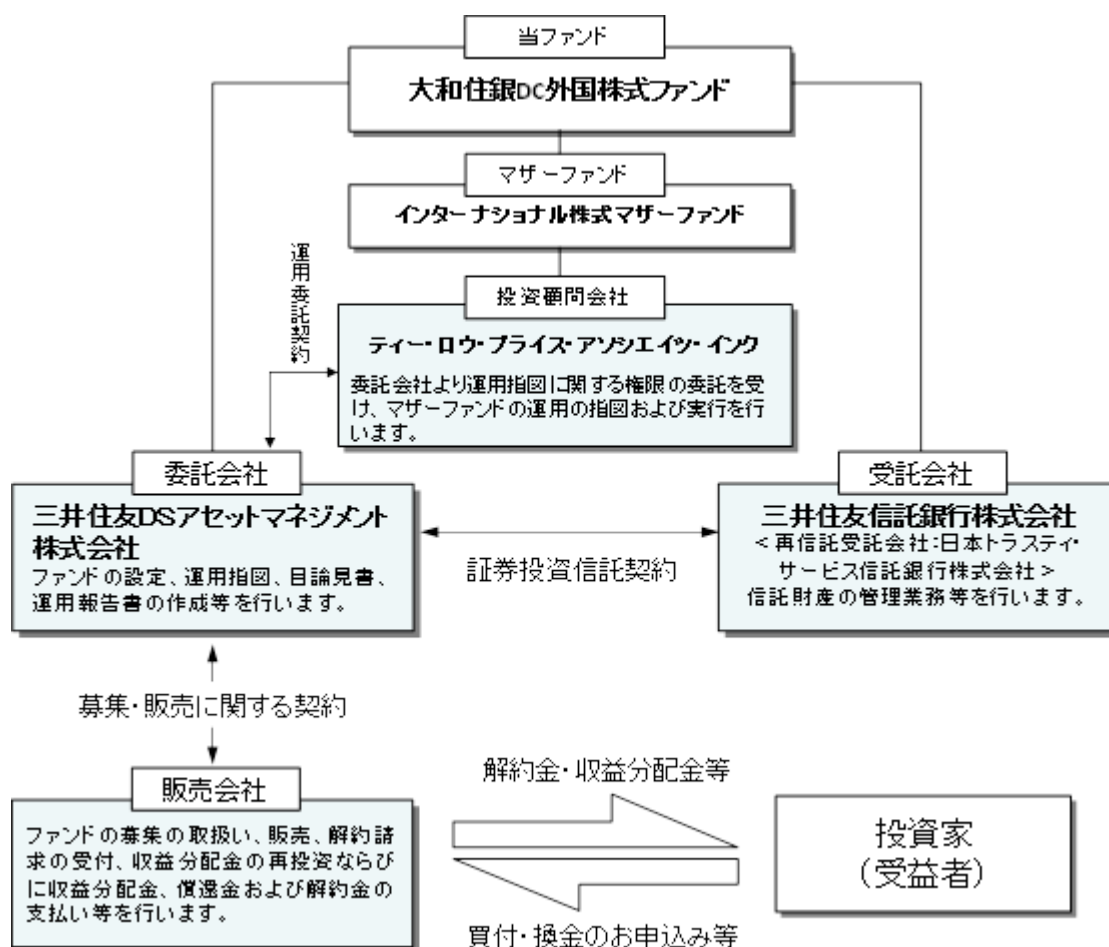 当ファンド
大和住銀DC外国株式ファンド
マザーファンド
インターナショナル株式マザーファンド
運用委託契約
投資顧問会社
ティー・ロウ・プライス・アソシエイツ・インク
委託会社より運用指図に関する権限の委託を受
け、マザーファンドの運用の指図および実行を行
います。
委託会社
三井住友DSアセットマネジメント
株式会社
ファンドの設定、運用指図、目論見書、
運用報告書の作成等を行います。
証券投資信託契約
受託会社
三井住友信託銀行株式会社
＜再信託受託会社：日本トラスティ・
サービス信託銀行株式会社＞
信託財産の管理業務等を行います。
募集・販売に関する契約
販売会社
ファンドの募集の取扱い、販売、解約請
求の受付、収益分配金の再投資ならび
に収益分配金、償還金および解約金の
支払い等を行います。
解約金・収益分配金等
買付・換金のお申込み等
投資家
（受益者）